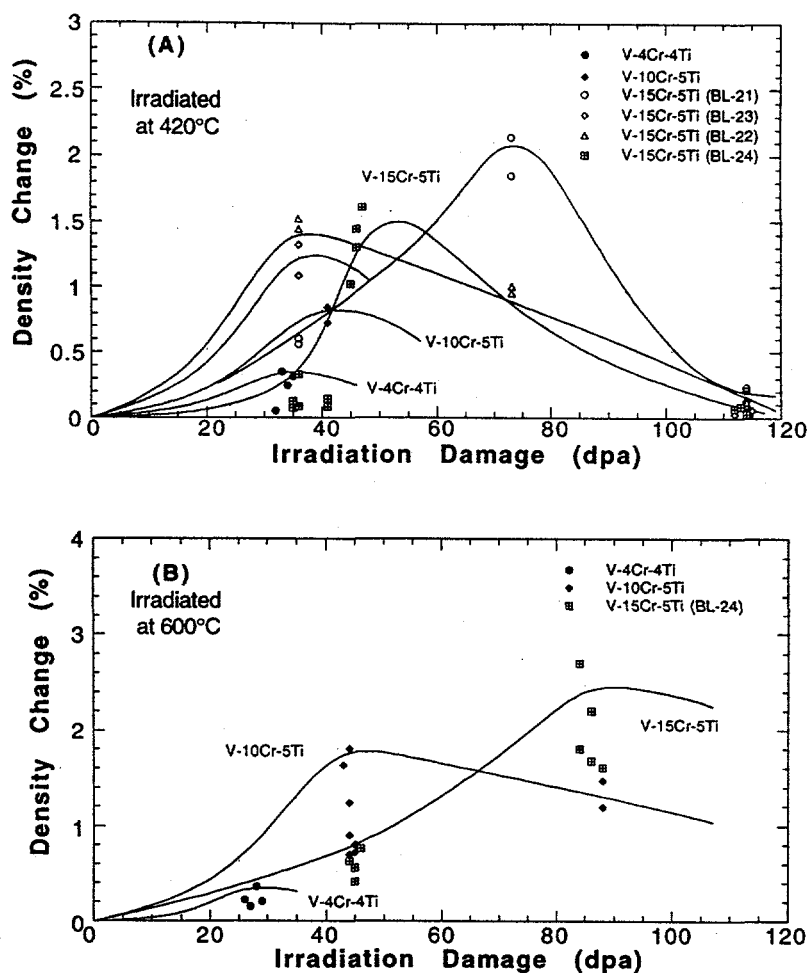 (A)
Irradiated
at 420°C
V-4Cr-4Ti
V-10Cr-5Ti
V-15Cr-5Ti (BL-21)
V-15Cr-5Ti (BL-23)
V-15Cr-5Ti (BL-22)
V-15Cr-5Ti (BL-24)
V-15Cr-5Ti
V-10Cr-5Ti
V-4Cr-4Ti
Density Change (%)
3
2.5
2
1.5
1
0.5
0
0 20 40 60 80 100 120
Irradiation Damage (dpa)
(B)
Irradiated
at 600°C
V-4Cr-4Ti
V-10Cr-5Ti
V-15Cr-5Ti (BL-24)
V-10Cr-5Ti
V-15Cr-5Ti
V-4Cr-4Ti
Density Change (%)
4
3
2
1
0
0 20 40 60 80 100 120
Irradiation Damage (dpa)